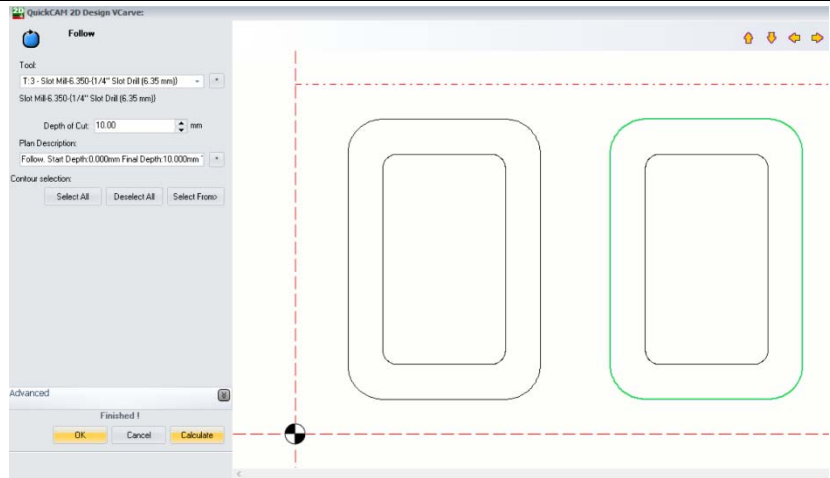 QuickCAM 2D Design VCarve:
Follow
Tool:
T:3 - Slot Mill-6.350-{1/4" Slot Drill (6.35 mm)}
Slot Mill-6.350-{1/4" Slot Drill (6.35 mm)}
Depth of Cut: 10.00 mm
Plan Description:
Follow. Start Depth:0.000mm Final Depth:10.000mm
Contour selection:
Select All Deselect All Select From>
Advanced
Finished !
OK Cancel Calculate